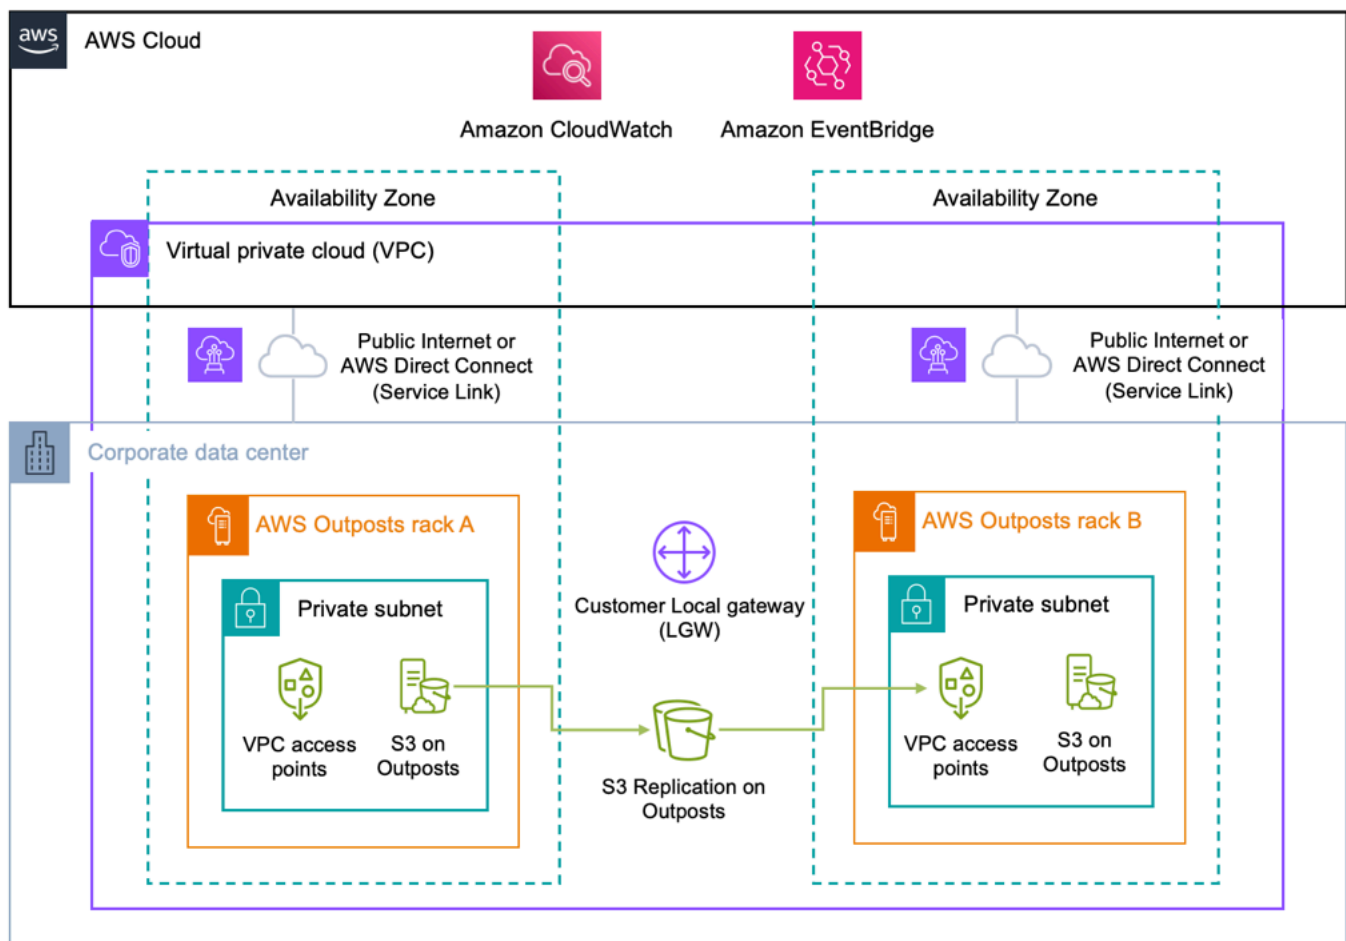 aws
AWS Cloud
Amazon CloudWatch
Amazon EventBridge
Availability Zone
Availability Zone
Virtual private cloud (VPC)
Public Internet or
AWS Direct Connect
(Service Link)
Public Internet or
AWS Direct Connect
(Service Link)
Corporate data center
AWS Outposts rack A
AWS Outposts rack B
Customer Local gateway
(LGW)
Private subnet
Private subnet
VPC access
points
S3 on
Outposts
S3 Replication on
Outposts
VPC access
points
S3 on
Outposts